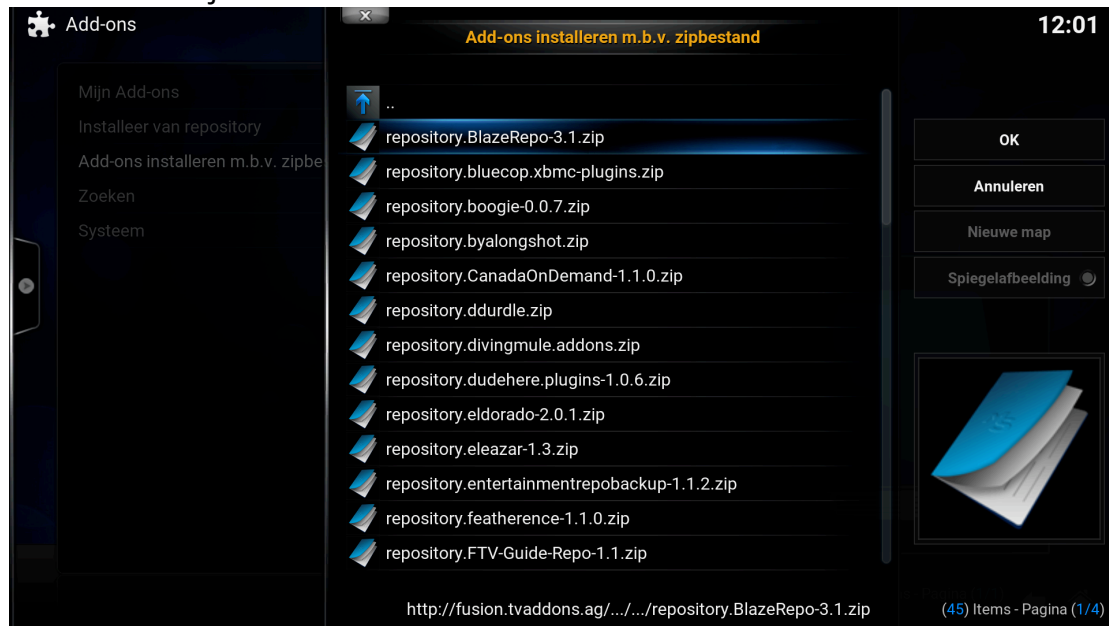 Add-ons
Mijn Add-ons
Installeer van repository
Add-ons installeren m.b.v. zipbe
Zoeken
Systeem
Add-ons installeren m.b.v. zipbestand
..
repository.BlazeRepo-3.1.zip
repository.bluecop.xbmc-plugins.zip
repository.boogie-0.0.7.zip
repository.byalongshot.zip
repository.CanadaOnDemand-1.1.0.zip
repository.ddurdle.zip
repository.divingmule.addons.zip
repository.dudehere.plugins-1.0.6.zip
repository.eldorado-2.0.1.zip
repository.eleazar-1.3.zip
repository.entertainmentrepobackup-1.1.2.zip
repository.featherence-1.1.0.zip
repository.FTV-Guide-Repo-1.1.zip
http://fusion.tvaddons.ag/.../.../repository.BlazeRepo-3.1.zip
12:01
OK
Annuleren
Nieuwe map
Spiegelafbeelding
(45) Items - Pagina (1/4)